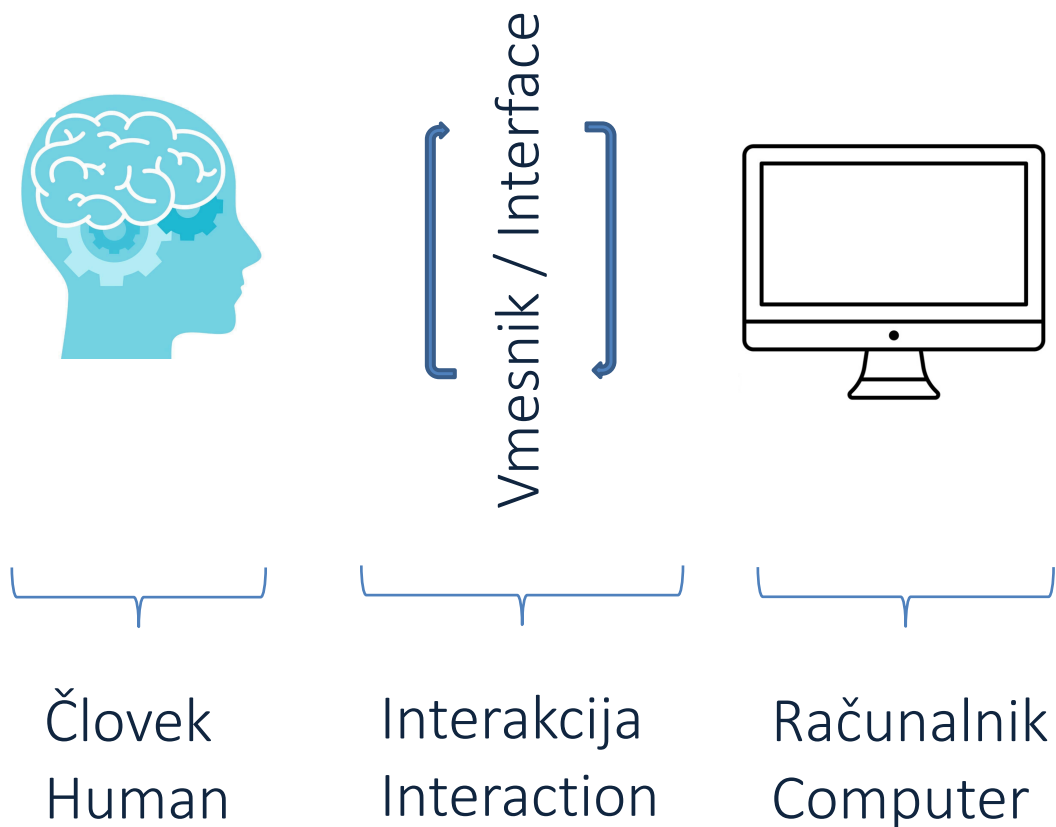 Vmesnik / Interface
Človek
Human
Interakcija
Interaction
Računalnik
Computer